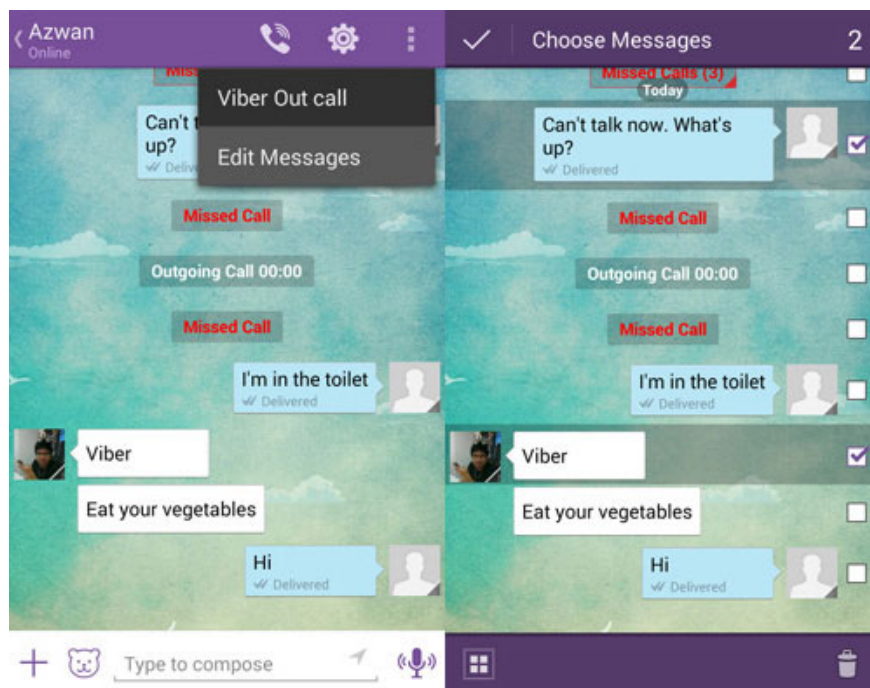 Azwan
Online
Viber Out call
Edit Messages
Can't t
up?
Missed Call
Outgoing Call 00:00
Missed Call
I'm in the toilet
Delivered
Viber
Eat your vegetables
Hi
Delivered
Type to compose
Choose Messages 2
Missed Calls (3)
Today
Can't talk now. What's
up?
Delivered
Missed Call
Outgoing Call 00:00
Missed Call
I'm in the toilet
Delivered
Viber
Eat your vegetables
Hi
Delivered